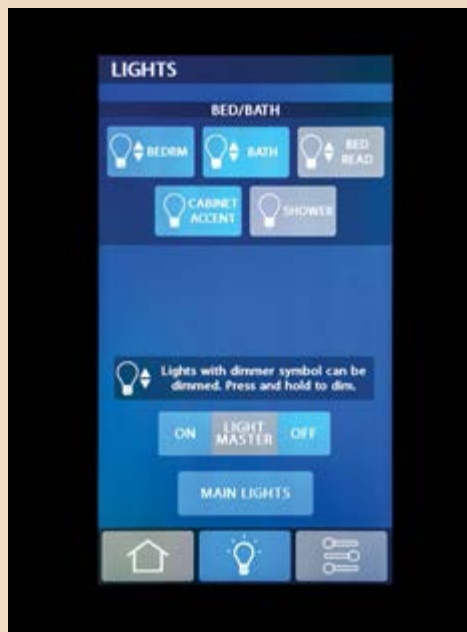 LIGHTS
BED/BATH
BEDRM
BATH
BED
READ
CABINET
ACCENT
SHOWER
Lights with dimmer symbol can be
dimmed. Press and hold to dim.
ON
LIGHT
MASTER
OFF
MAIN LIGHTS